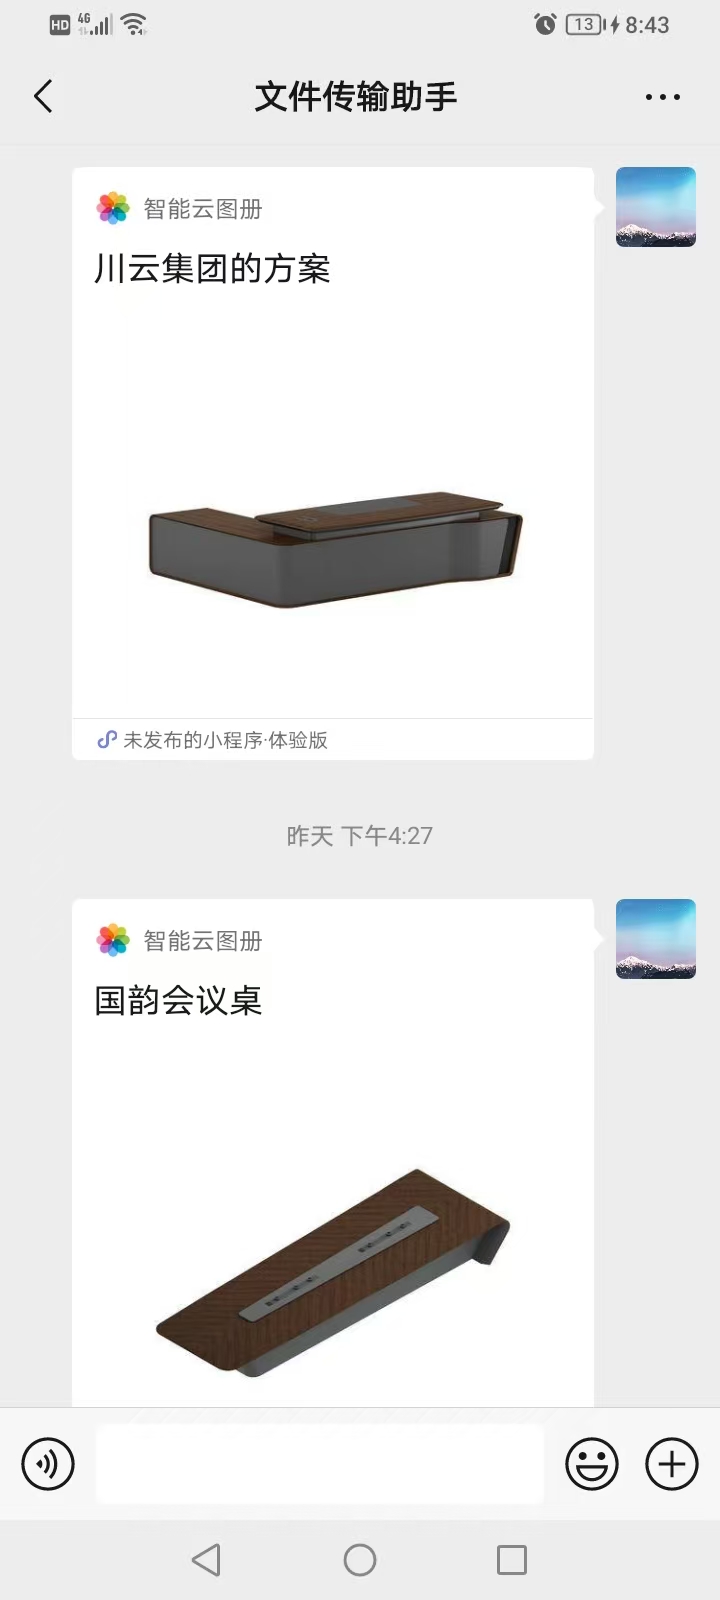 HD 4G 13 8:43
文件传输助手
智能云图册
川云集团的方案
未发布的小程序·体验版
昨天 下午4:27
智能云图册
国韵会议桌